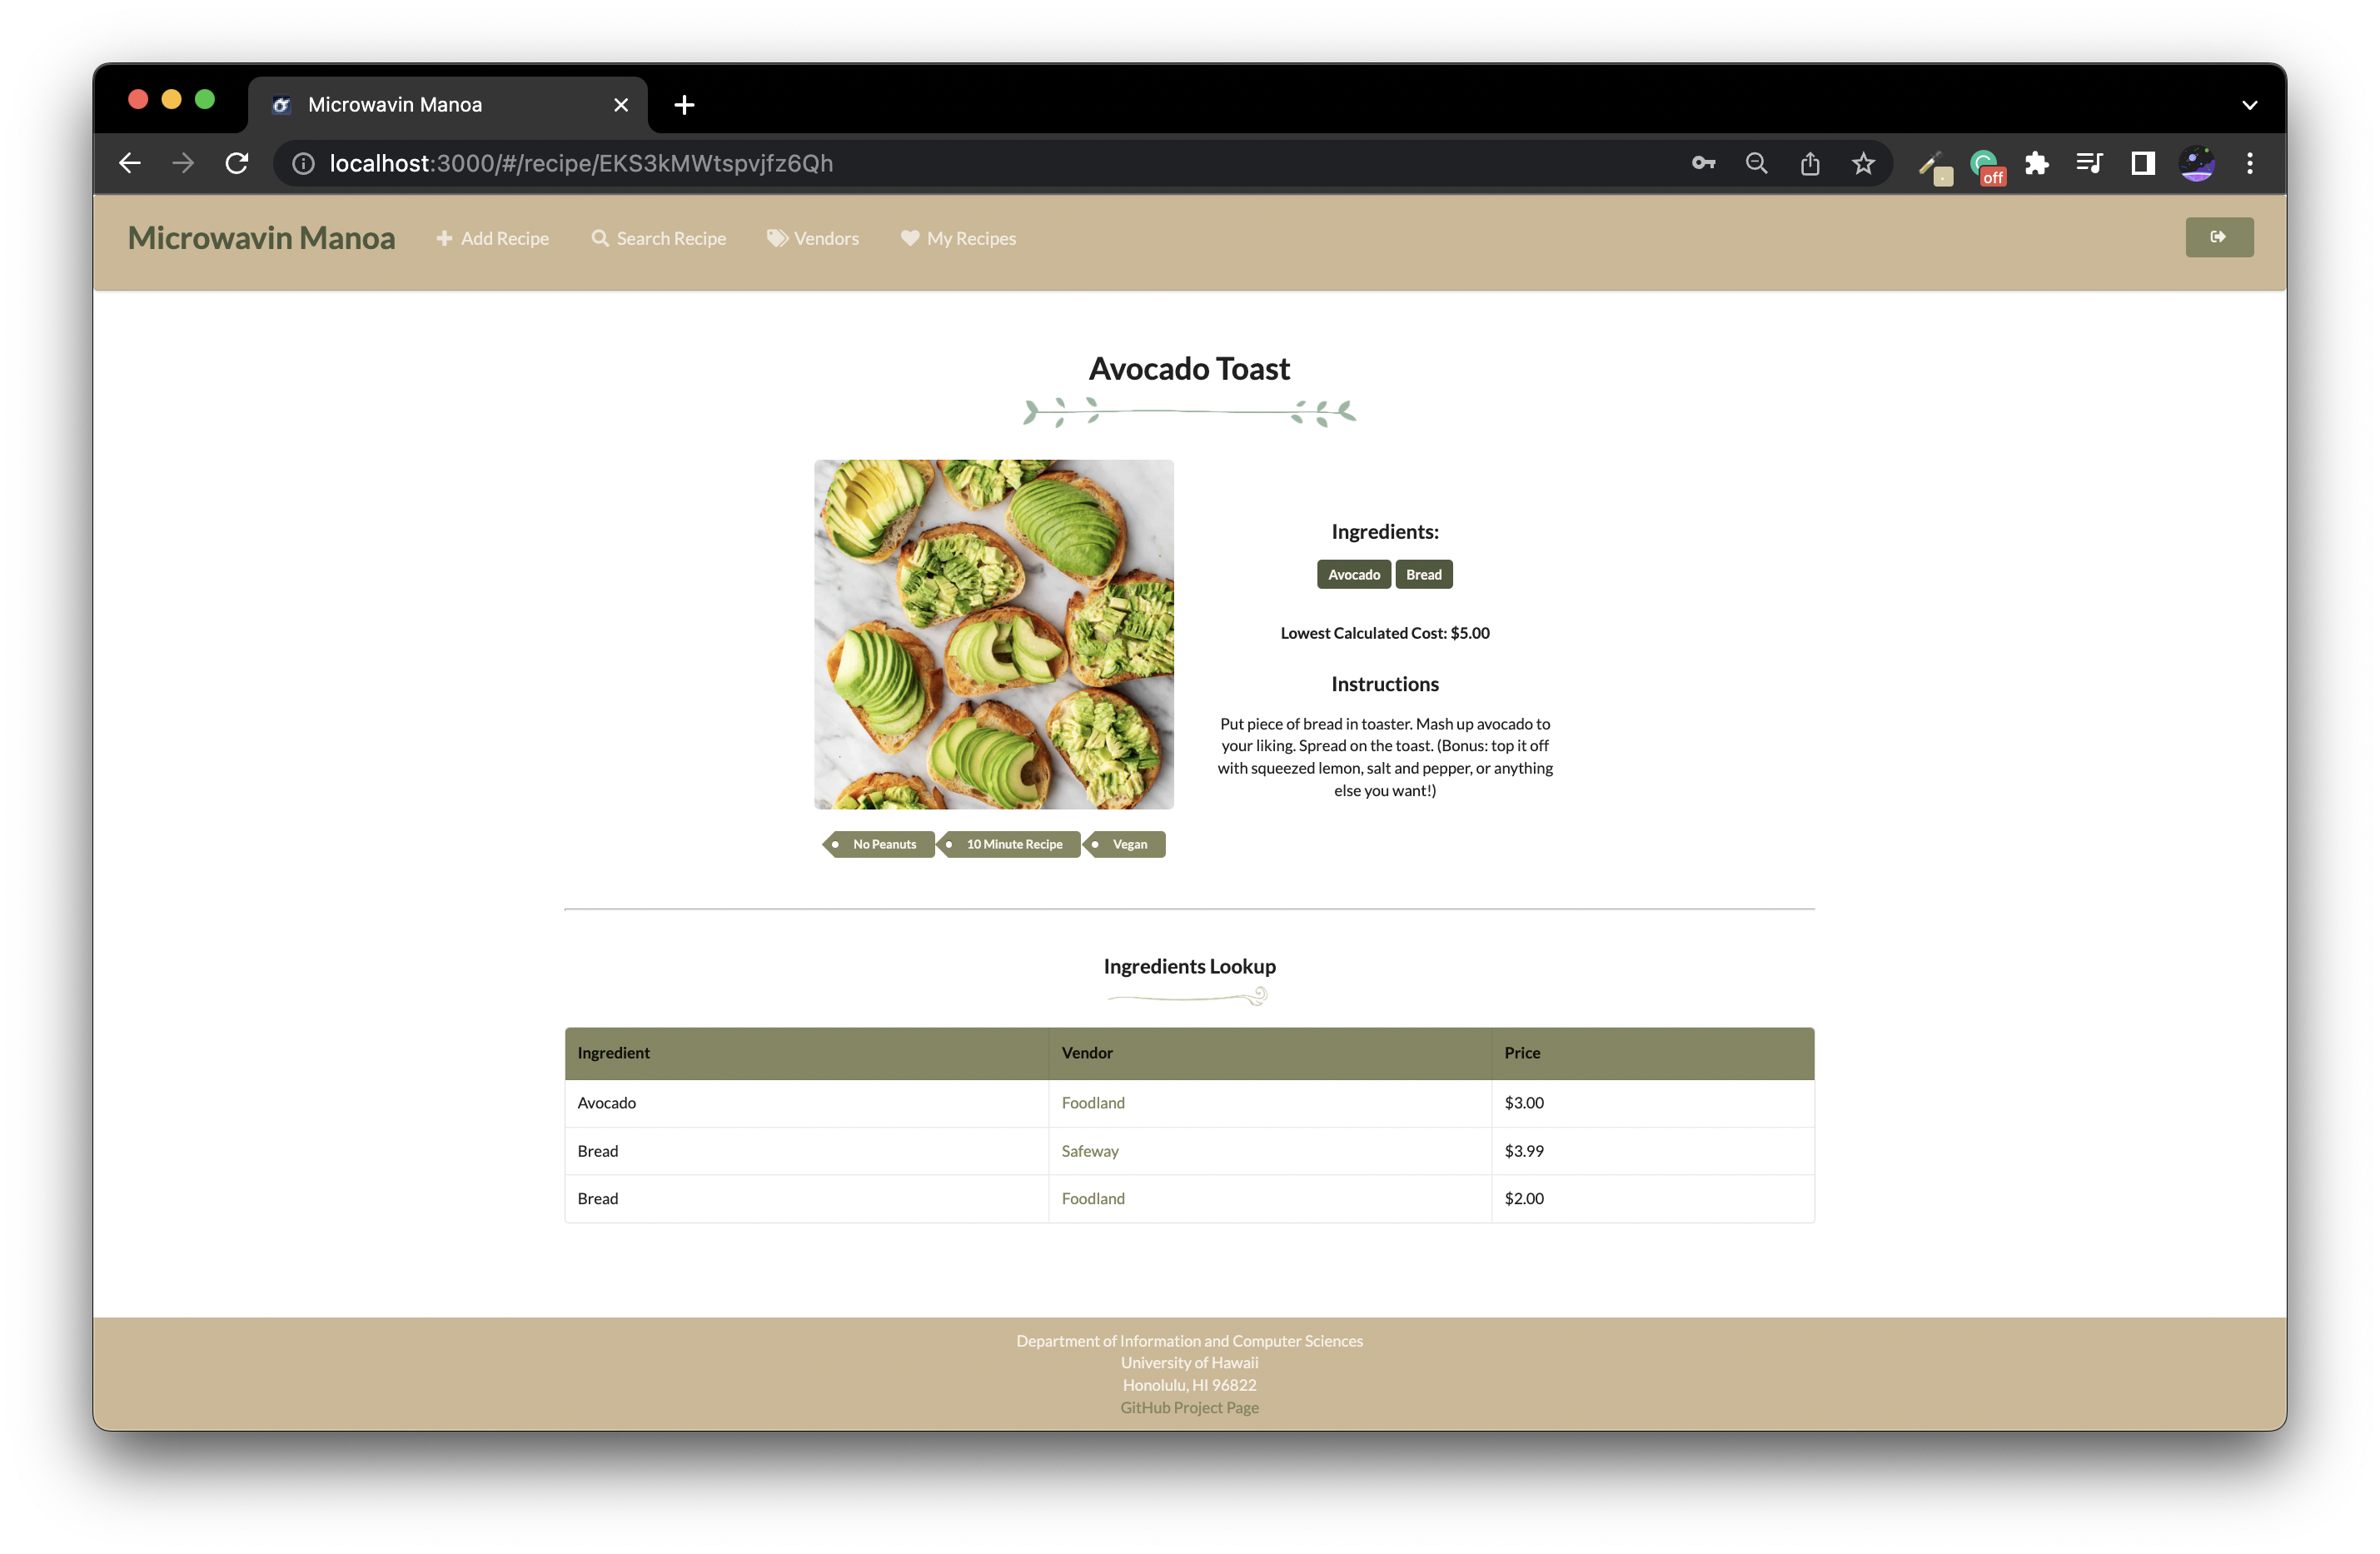 Microwavin Manoa
localhost:3000/#/recipe/EKS3kMWtspvjfz6Qh
off
Microwavin Manoa Add Recipe Search Recipe Vendors My Recipes
Avocado Toast
Ingredients:
Avocado Bread
Lowest Calculated Cost: $5.00
Instructions
Put piece of bread in toaster. Mash up avocado to
your liking. Spread on the toast. (Bonus: top it off
with squeezed lemon, salt and pepper, or anything
else you want!)
No Peanuts 10 Minute Recipe Vegan
Ingredients Lookup
Ingredient Vendor Price
Avocado Foodland $3.00
Bread Safeway $3.99
Bread Foodland $2.00
Department of Information and Computer Sciences
University of Hawaii
Honolulu, HI 96822
GitHub Project Page